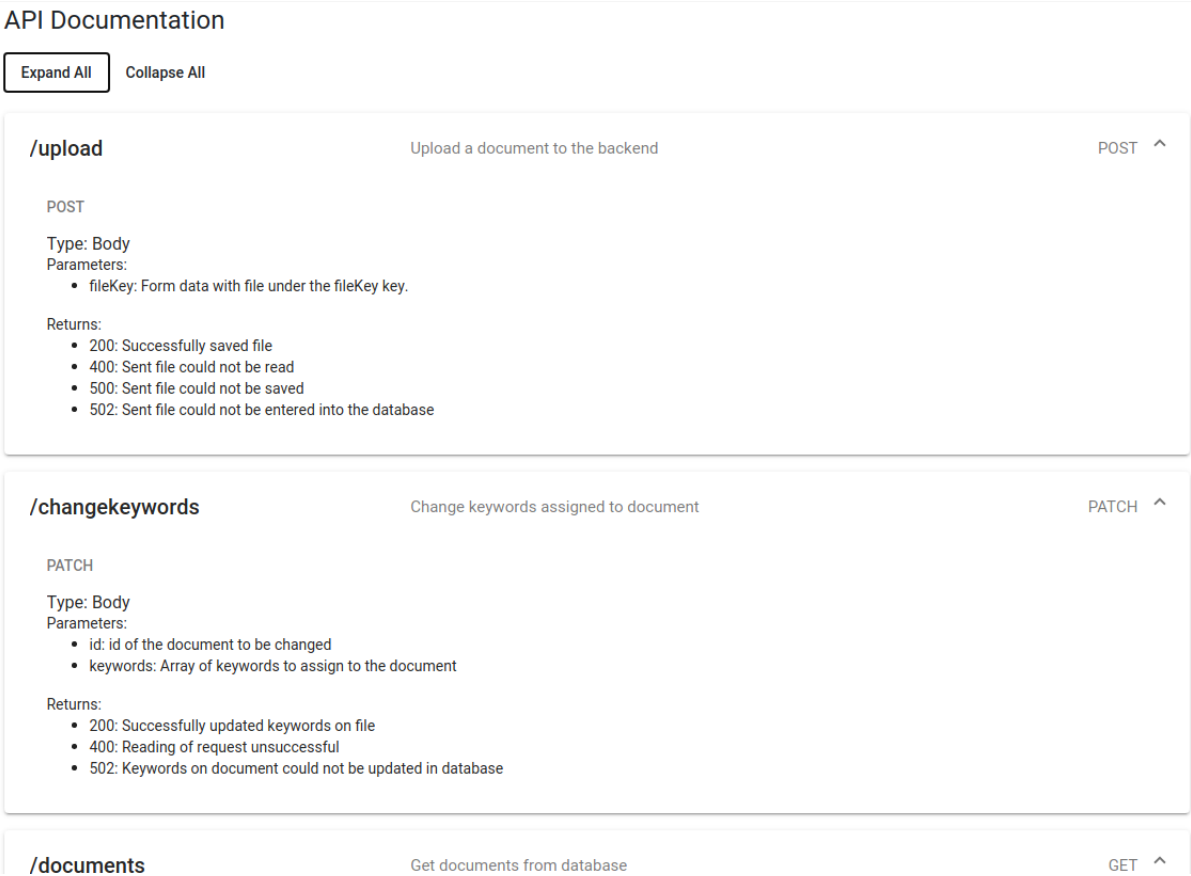 API Documentation
Expand All Collapse All
/upload Upload a document to the backend POST
POST
Type: Body
Parameters:
• fileKey: Form data with file under the fileKey key.
Returns:
• 200: Successfully saved file
• 400: Sent file could not be read
• 500: Sent file could not be saved
• 502: Sent file could not be entered into the database
/changekeywords Change keywords assigned to document PATCH
PATCH
Type: Body
Parameters:
• id: id of the document to be changed
• keywords: Array of keywords to assign to the document
Returns:
• 200: Successfully updated keywords on file
• 400: Reading of request unsuccessful
• 502: Keywords on document could not be updated in database
/documents Get documents from database GET